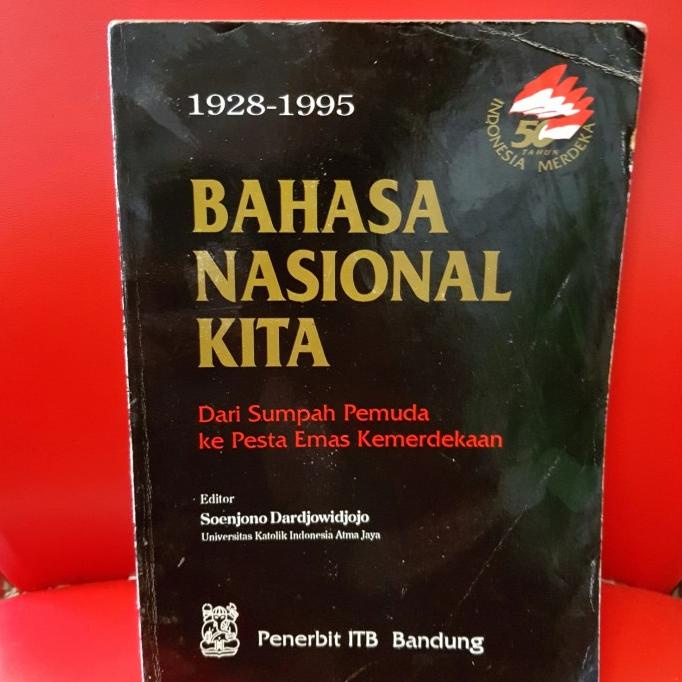 1928-1995
50
TAHUN
INDONESIA MERDEKA
BAHASA
NASIONAL
KITA
Dari Sumpah Pemuda
ke Pesta Emas Kemerdekaan
Editor
Soenjono Dardjowidjojo
Universitas Katolik Indonesia Atma Jaya
Penerbit ITB Bandung